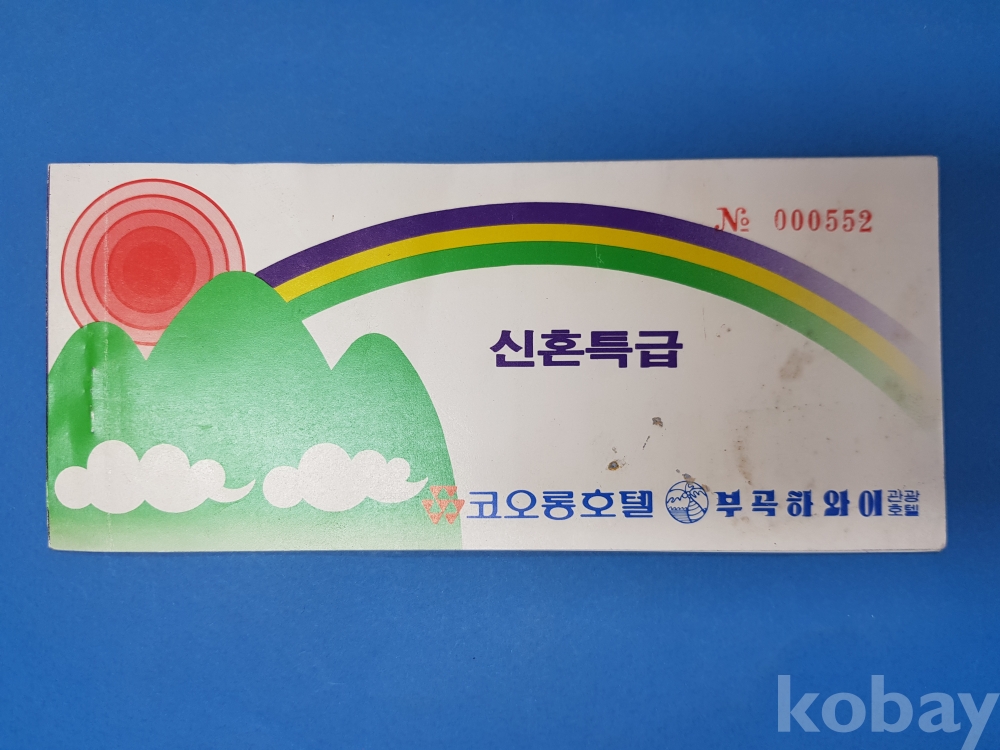 № 000552
신혼특급
코오롱호텔 부곡하와이 관광호텔
kobay